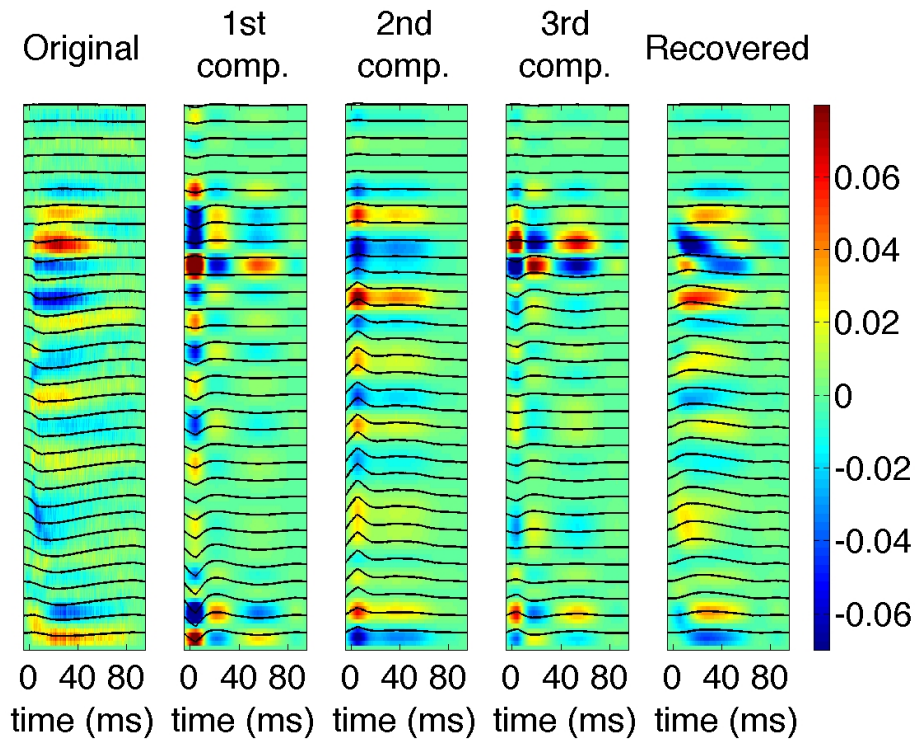 Original
1st
comp.
2nd
comp.
3rd
comp.
Recovered
0.06
0.04
0.02
0
-0.02
-0.04
-0.06
0 40 80
time (ms)
0 40 80
time (ms)
0 40 80
time (ms)
0 40 80
time (ms)
0 40 80
time (ms)